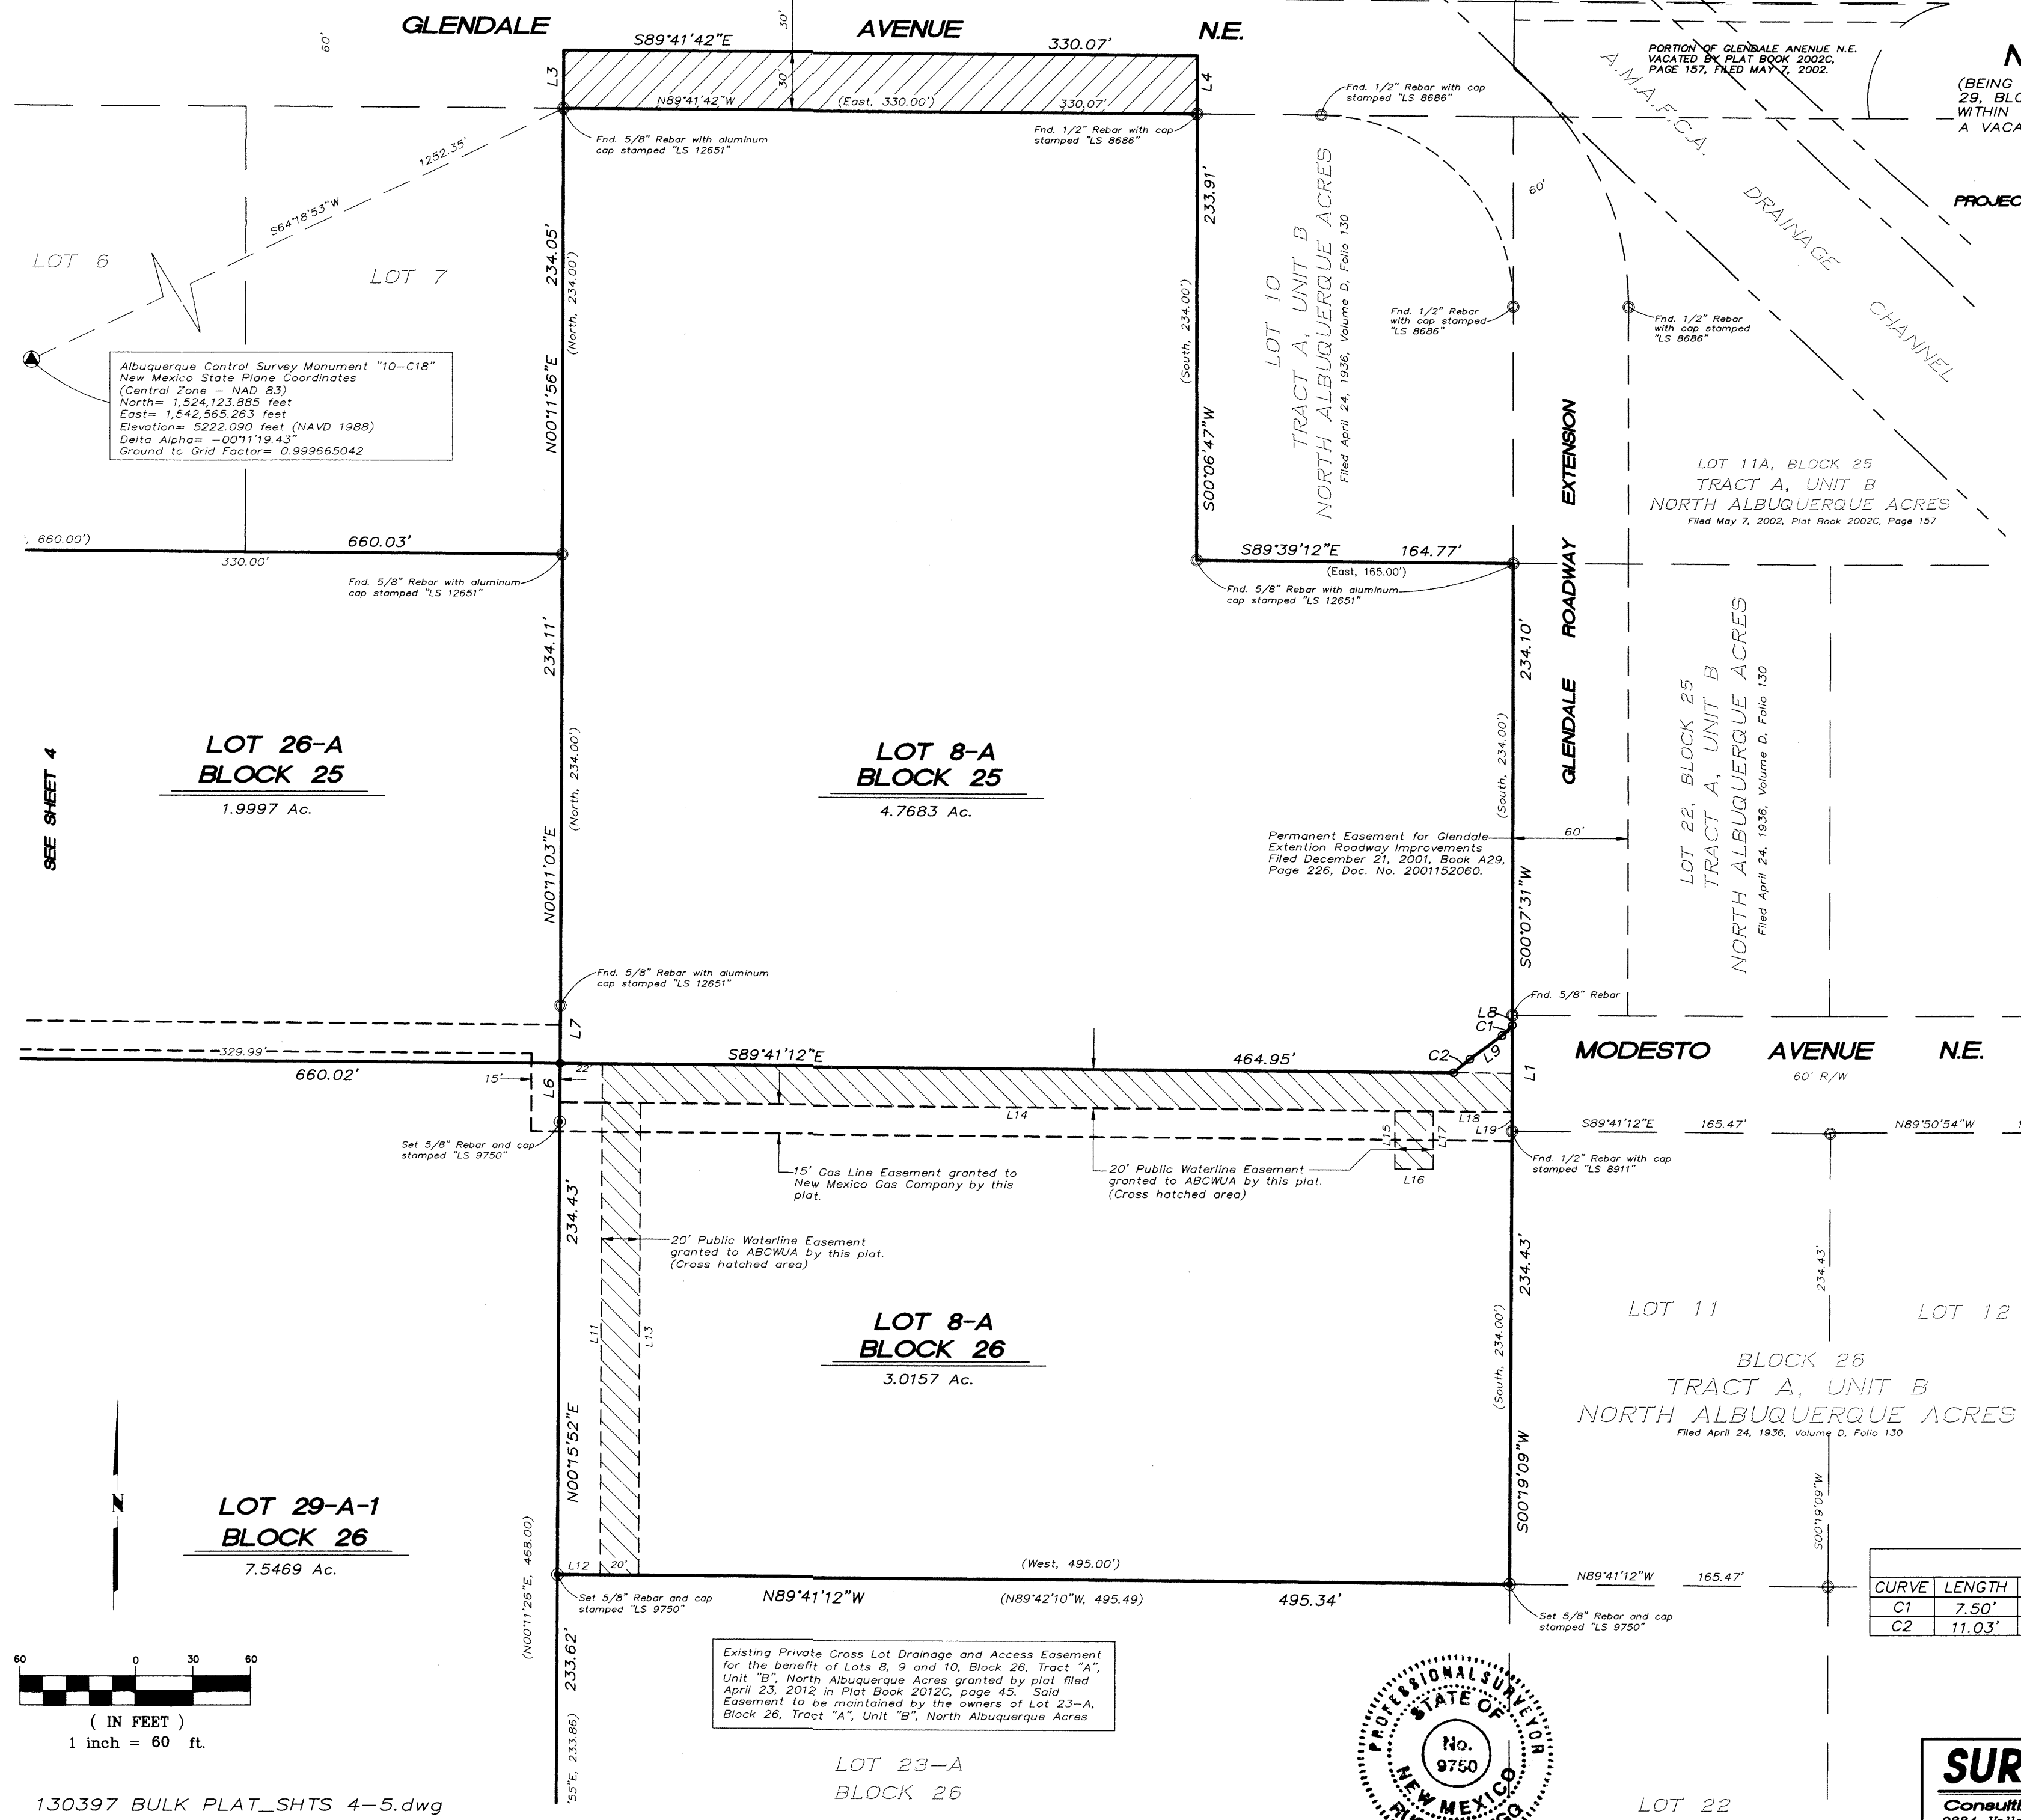 GLENDALE AVENUE N.E.
60'
30'
S89°41'42"E 330.07'
L3
30'
L4
N89°41'42"W (East, 330.00') 330.07'
Fnd. 5/8" Rebar with aluminum
cap stamped "LS 12651"
Fnd. 1/2" Rebar with cap
stamped "LS 8686"
Fnd. 1/2" Rebar with cap
stamped "LS 8686"
PORTION OF GLENDALE ANENUE N.E.
VACATED BY PLAT BOOK 2002C,
PAGE 157, FILED MAY 7, 2002.
A.M.A.F.C.A.
DRAINAGE
CHANNEL
N
(BEING
29, BLO
WITHIN
A VACA
PROJEC
1252.35'
S64°18'53"W
LOT 6
LOT 7
Albuquerque Control Survey Monument "10-C18"
New Mexico State Plane Coordinates
(Central Zone - NAD 83)
North= 1,524,123.885 feet
East= 1,542,565.263 feet
Elevation= 5222.090 feet (NAVD 1988)
Delta Alpha= -00°11'19.43"
Ground to Grid Factor= 0.999665042
234.05'
(North, 234.00')
N00°11'56"E
233.91'
(South, 234.00')
S00°06'47"W
LOT 10
TRACT A, UNIT B
NORTH ALBUQUERQUE ACRES
Filed April 24, 1936, Volume D, Folio 130
60'
Fnd. 1/2" Rebar
with cap stamped
"LS 8686"
Fnd. 1/2" Rebar
with cap stamped
"LS 8686"
LOT 11A, BLOCK 25
TRACT A, UNIT B
NORTH ALBUQUERQUE ACRES
Filed May 7, 2002, Plat Book 2002C, Page 157
, 660.00')
660.03'
330.00'
Fnd. 5/8" Rebar with aluminum
cap stamped "LS 12651"
S89°39'12"E 164.77'
(East, 165.00')
Fnd. 5/8" Rebar with aluminum
cap stamped "LS 12651"
GLENDALE ROADWAY EXTENSION
234.11'
(North, 234.00')
N00°11'03"E
234.10'
(South, 234.00')
S00°07'31"W
LOT 22, BLOCK 25
TRACT A, UNIT B
NORTH ALBUQUERQUE ACRES
Filed April 24, 1936, Volume D, Folio 130
SEE SHEET 4
LOT 26-A
BLOCK 25
1.9997 Ac.
LOT 8-A
BLOCK 25
4.7683 Ac.
Permanent Easement for Glendale
Extention Roadway Improvements
Filed December 21, 2001, Book A29,
Page 226, Doc. No. 2001152060.
60'
Fnd. 5/8" Rebar with aluminum
cap stamped "LS 12651"
Fnd. 5/8" Rebar
L7
L8
C1
L9
C2
L1
329.99'
660.02'
15'
L6
22'
S89°41'12"E 464.95'
MODESTO AVENUE N.E.
60' R/W
L14
L15
L17
L18
L19
L16
S89°41'12"E 165.47'
N89°50'54"W 1
Set 5/8" Rebar and cap
stamped "LS 9750"
Fnd. 1/2" Rebar with cap
stamped "LS 8911"
15' Gas Line Easement granted to
New Mexico Gas Company by this
plat.
20' Public Waterline Easement
granted to ABCWUA by this plat.
(Cross hatched area)
20' Public Waterline Easement
granted to ABCWUA by this plat.
(Cross hatched area)
234.43'
N00°15'52"E
L11
L13
LOT 8-A
BLOCK 26
3.0157 Ac.
234.43'
(South, 234.00')
S00°19'09"W
234.43'
S00°19'09"W
LOT 11
LOT 12
BLOCK 26
TRACT A, UNIT B
NORTH ALBUQUERQUE ACRES
Filed April 24, 1936, Volume D, Folio 130
N
LOT 29-A-1
BLOCK 26
7.5469 Ac.
(N00°11'26"E, 468.00)
L12
20'
(West, 495.00')
N89°41'12"W (N89°42'10"W, 495.49) 495.34'
N89°41'12"W 165.47'
Set 5/8" Rebar and cap
stamped "LS 9750"
Set 5/8" Rebar and cap
stamped "LS 9750"
CURVE LENGTH
C1 7.50'
C2 11.03'
233.62'
'55"E, 233.86)
Existing Private Cross Lot Drainage and Access Easement
for the benefit of Lots 8, 9 and 10, Block 26, Tract "A",
Unit "B", North Albuquerque Acres granted by plat filed
April 23, 2012 in Plat Book 2012C, page 45. Said
Easement to be maintained by the owners of Lot 23-A,
Block 26, Tract "A", Unit "B", North Albuquerque Acres
60 0 30 60
( IN FEET )
1 inch = 60 ft.
PROFESSIONAL SURVEYOR
STATE OF
No.
9750
NEW MEXICO
LOT 23-A
BLOCK 26
LOT 22
SUR
Consulti
130397 BULK PLAT_SHTS 4-5.dwg